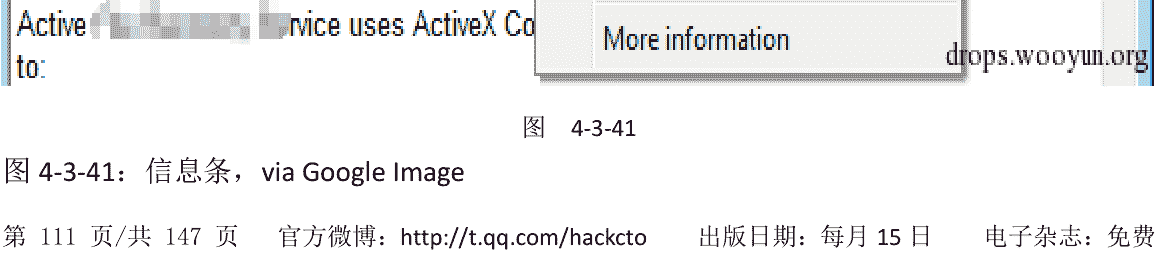 Active rvice uses ActiveX Co
to:
More information
drops.wooyun.org
图 4-3-41
图 4-3-41：信息条，via Google Image
第 111 页/共 147 页 官方微博：http://t.qq.com/hackcto 出版日期：每月 15 日 电子杂志：免费